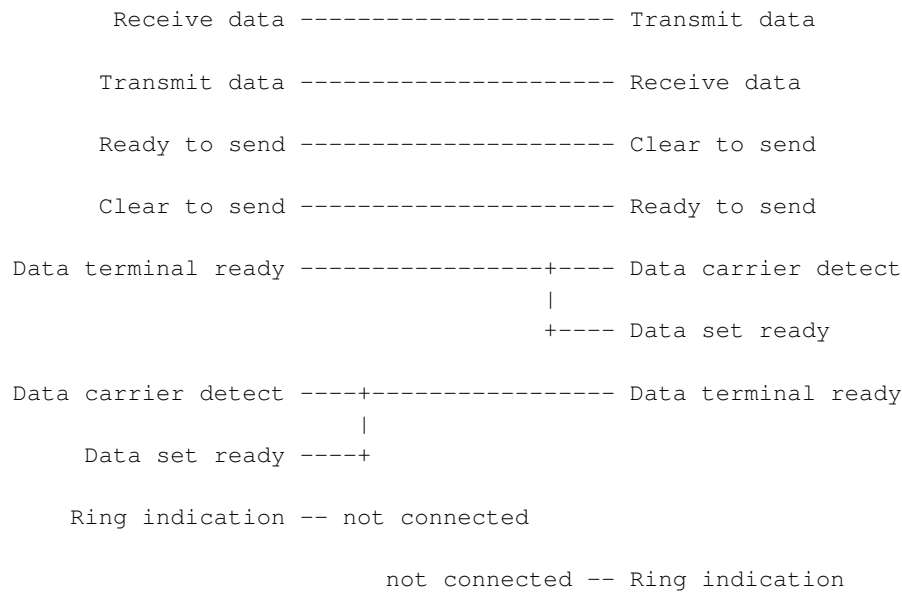 Receive data ---------------------- Transmit data
Transmit data ---------------------- Receive data
Ready to send ---------------------- Clear to send
Clear to send ---------------------- Ready to send
Data terminal ready -----------------+---- Data carrier detect
|
+---- Data set ready
Data carrier detect ----+----------------- Data terminal ready
|
Data set ready ----+
Ring indication -- not connected
not connected -- Ring indication